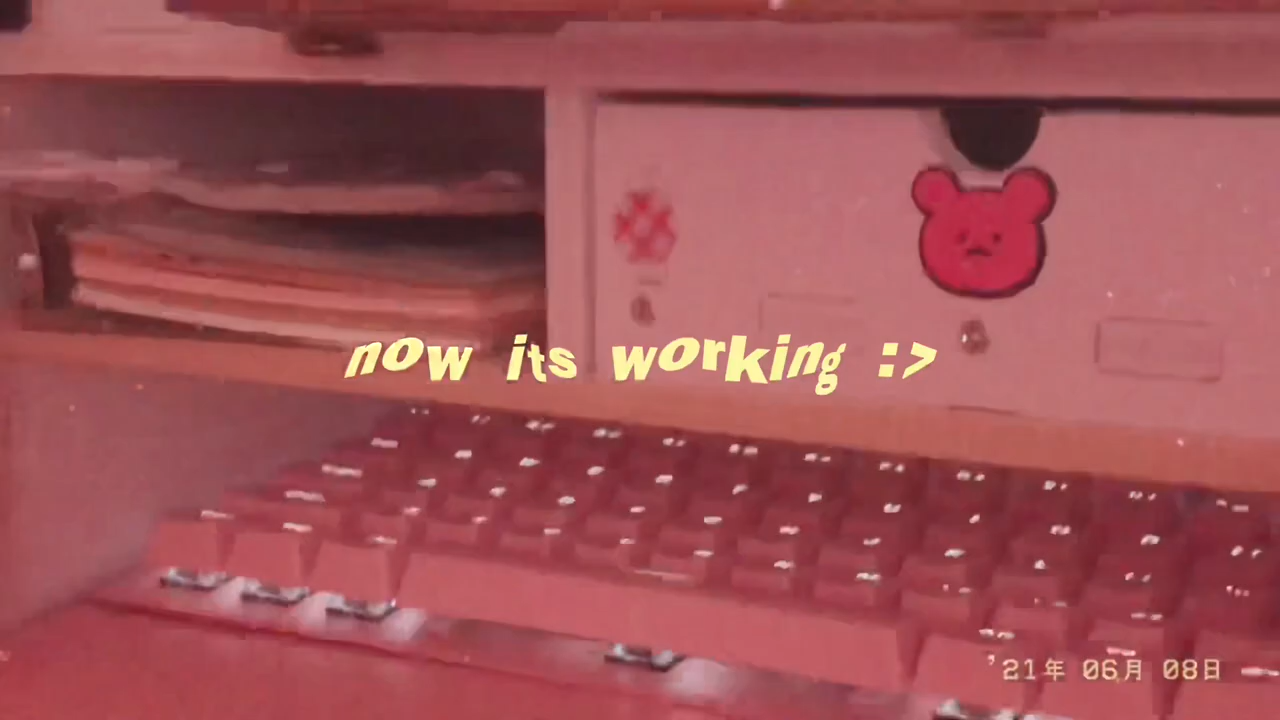 now its working :>
'21年 06月 08日